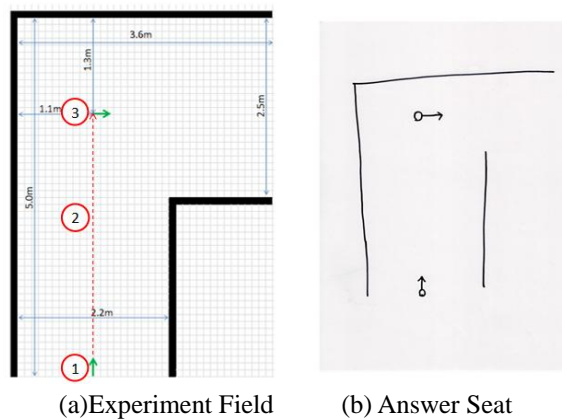 3.6m
1.3m
1.1m
3
2.5m
5.0m
2
2.2m
1
(a)Experiment Field
(b) Answer Seat